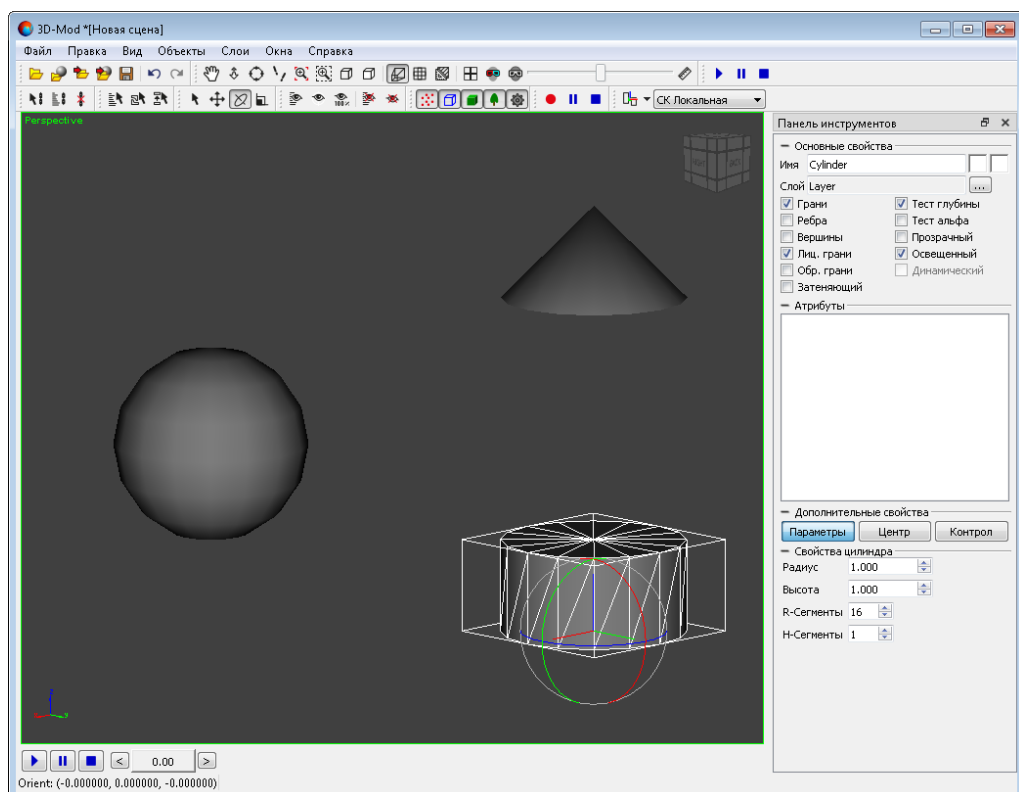 3D-Mod *[Новая сцена]
Файл Правка Вид Объекты Слои Окна Справка
100%
СК Локальная
Perspective
Панель инструментов
Основные свойства
Имя Cylinder
Слой Layer ...
Грани Тест глубины
Ребра Тест альфа
Вершины Прозрачный
Лиц. грани Освещенный
Обр. грани Динамический
Затеняющий
Атрибуты
Дополнительные свойства
Параметры Центр Контрол
Свойства цилиндра
Радиус 1.000
Высота 1.000
R-Сегменты 16
H-Сегменты 1
< 0.00 >
Orient: (-0.000000, 0.000000, -0.000000)